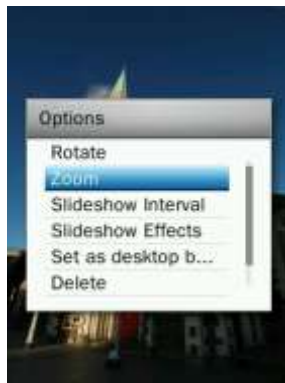 Options
Rotate
Zoom
Slideshow Interval
Slideshow Effects
Set as desktop b...
Delete